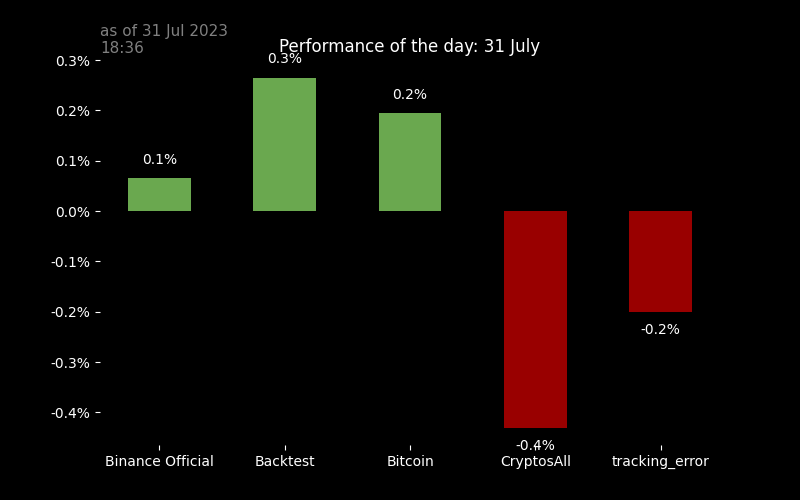 as of 31 Jul 2023
18:36
Performance of the day: 31 July
0.3%
0.2%
0.1%
0.0%
-0.1%
-0.2%
-0.3%
-0.4%
0.1%
0.3%
0.2%
-0.4%
-0.2%
Binance Official
Backtest
Bitcoin
CryptosAll
tracking_error